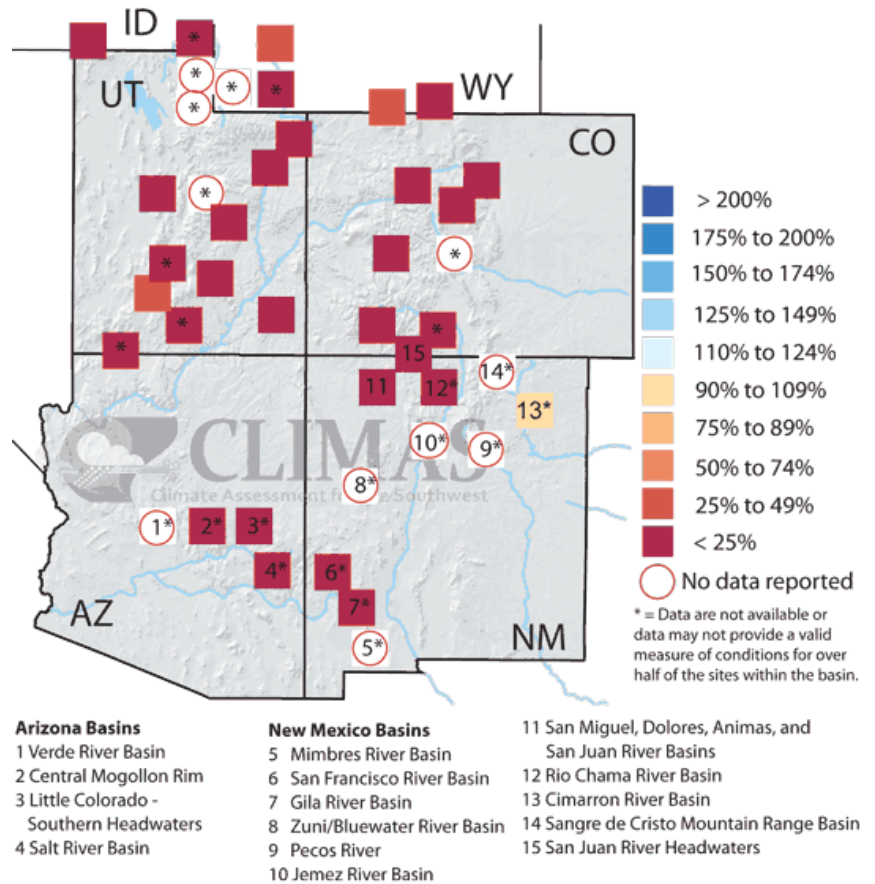 ID
*
*
*
UT
*
*
WY
CO
*
*
*
*
*
*
> 200%
175% to 200%
150% to 174%
125% to 149%
110% to 124%
90% to 109%
75% to 89%
50% to 74%
25% to 49%
< 25%
No data reported
* = Data are not available or
data may not provide a valid
measure of conditions for over
half of the sites within the basin.
15
14*
11
12*
13*
10*
9*
CLIMAS
Climate Assessment for the Southwest
8*
1*
2*
3*
4*
6*
7*
5*
AZ
NM
Arizona Basins
1 Verde River Basin
2 Central Mogollon Rim
3 Little Colorado -
Southern Headwaters
4 Salt River Basin
New Mexico Basins
5 Mimbres River Basin
6 San Francisco River Basin
7 Gila River Basin
8 Zuni/Bluewater River Basin
9 Pecos River
10 Jemez River Basin
11 San Miguel, Dolores, Animas, and
San Juan River Basins
12 Rio Chama River Basin
13 Cimarron River Basin
14 Sangre de Cristo Mountain Range Basin
15 San Juan River Headwaters